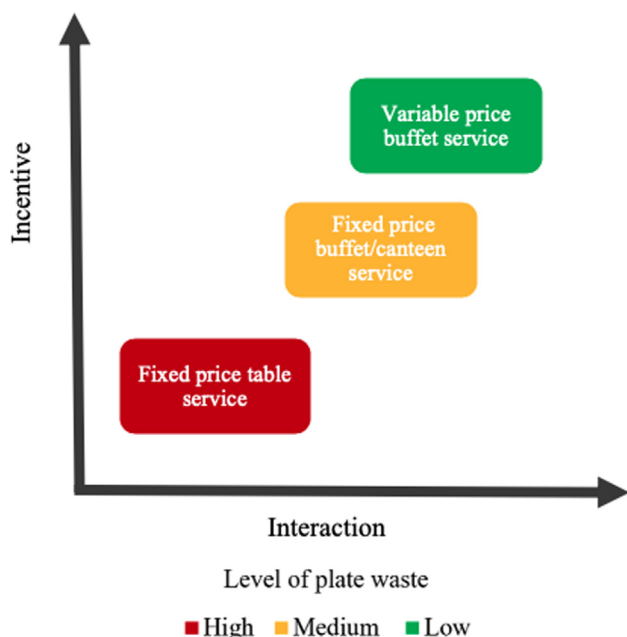 Incentive
Variable price
buffet service
Fixed price
buffet/canteen
service
Fixed price table
service
Interaction
Level of plate waste
High Medium Low